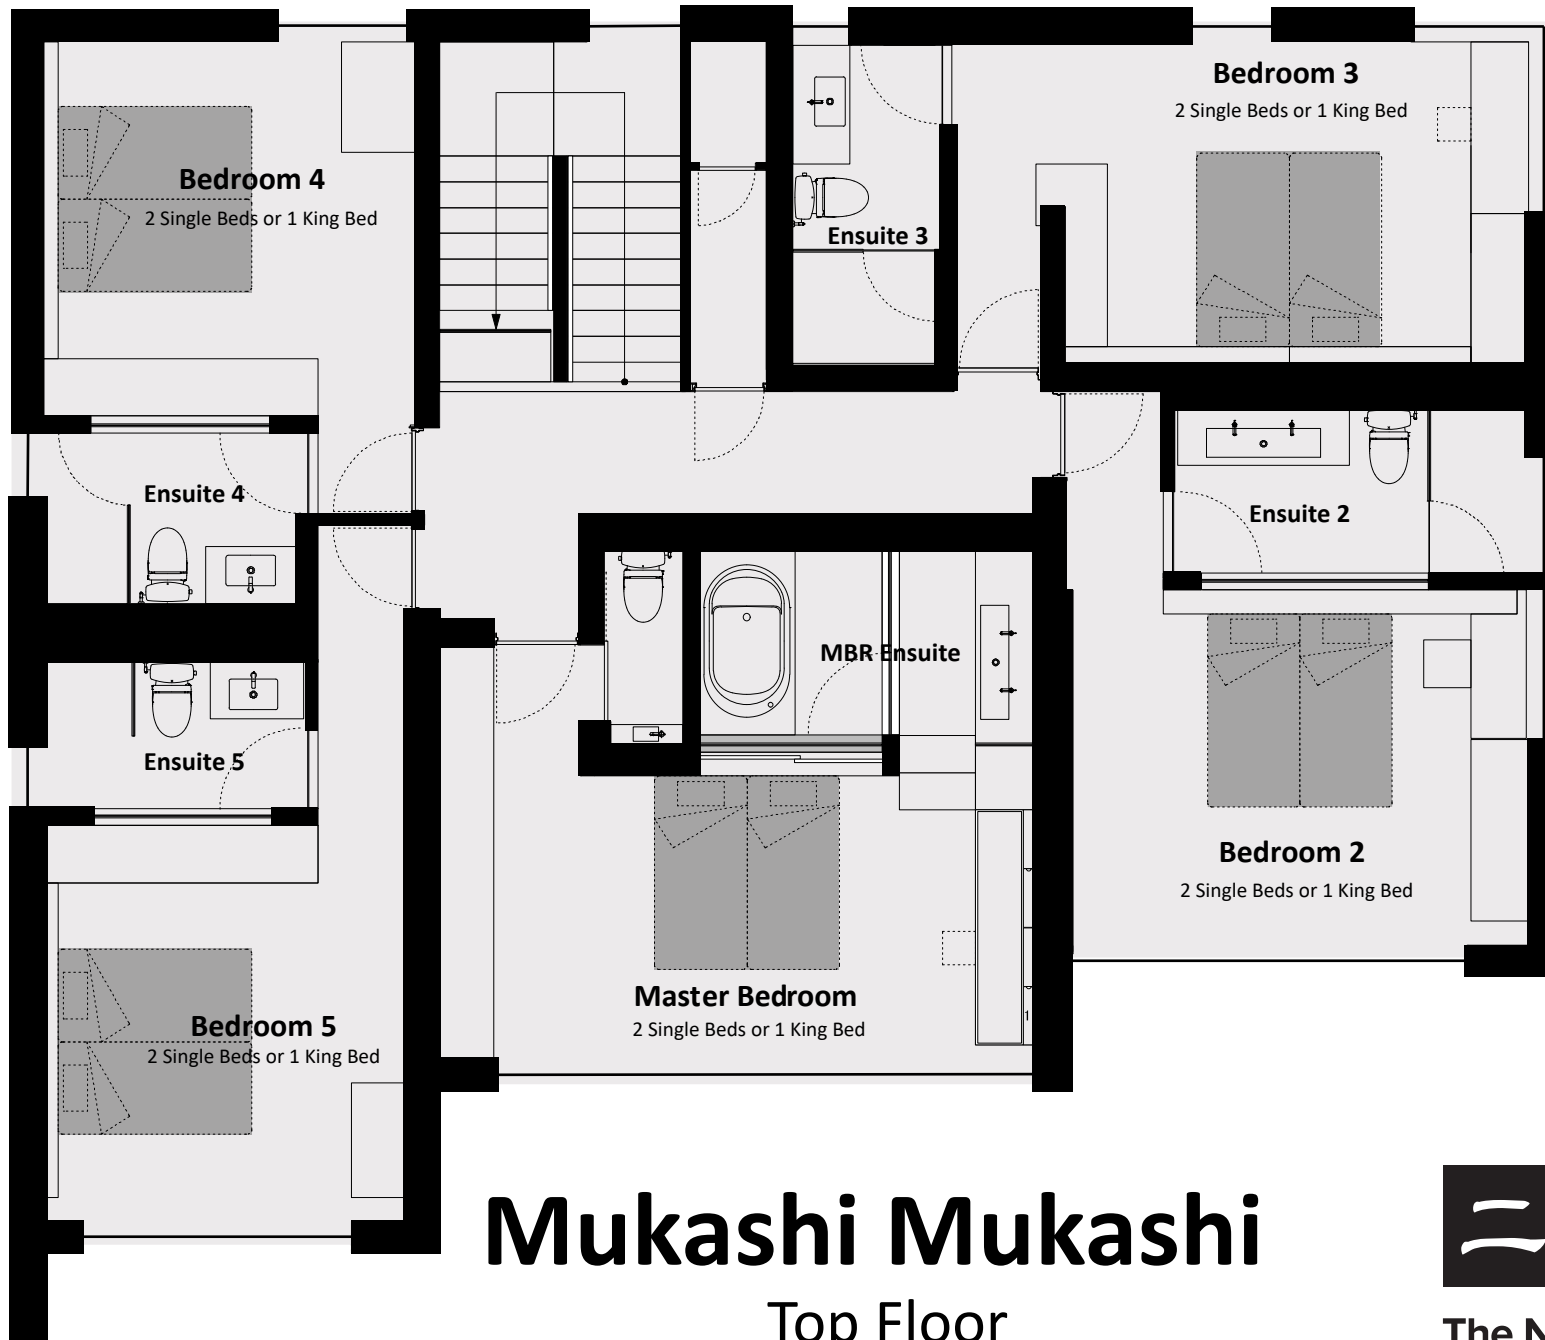 Bedroom 3
2 Single Beds or 1 King Bed
Bedroom 4
2 Single Beds or 1 King Bed
Ensuite 3
Ensuite 4
Ensuite 2
MBR Ensuite
Ensuite 5
Bedroom 2
2 Single Beds or 1 King Bed
Master Bedroom
2 Single Beds or 1 King Bed
1
Bedroom 5
2 Single Beds or 1 King Bed
Mukashi Mukashi
Top Floor
二
The N